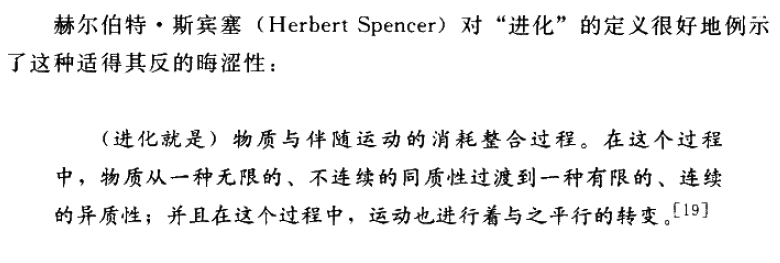 赫尔伯特·斯宾塞（Herbert Spencer）对“进化”的定义很好地例示
了这种适得其反的晦涩性：
（进化就是）物质与伴随运动的消耗整合过程。在这个过程
中，物质从一种无限的、不连续的同质性过渡到一种有限的、连续
的异质性；并且在这个过程中，运动也进行着与之平行的转变。[19]